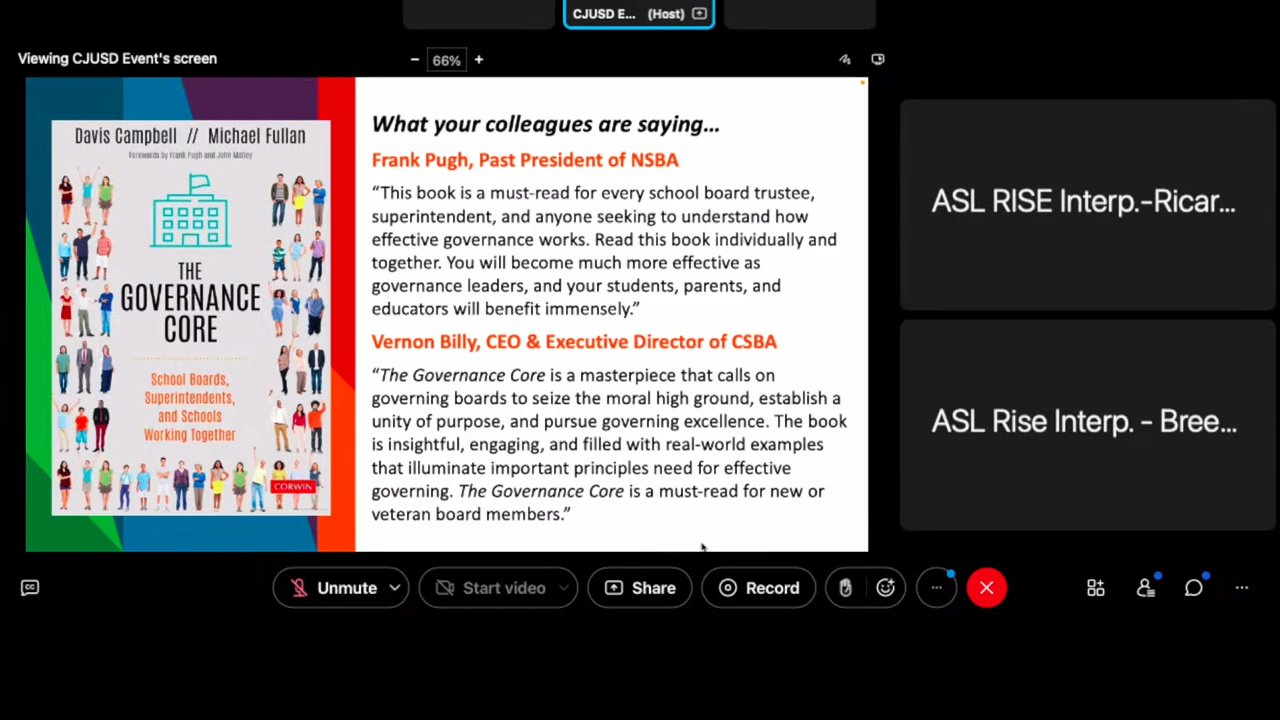 CJUSD E... (Host)
Viewing CJUSD Event's screen
− 66% +
Davis Campbell // Michael Fullan
Forewords by Frank Pugh and John Malloy
THE
GOVERNANCE
CORE
School Boards,
Superintendents,
and Schools
Working Together
CORWIN
What your colleagues are saying…
Frank Pugh, Past President of NSBA
“This book is a must-read for every school board trustee,
superintendent, and anyone seeking to understand how
effective governance works. Read this book individually and
together. You will become much more effective as
governance leaders, and your students, parents, and
educators will benefit immensely.”
Vernon Billy, CEO & Executive Director of CSBA
“The Governance Core is a masterpiece that calls on
governing boards to seize the moral high ground, establish a
unity of purpose, and pursue governing excellence. The book
is insightful, engaging, and filled with real-world examples
that illuminate important principles need for effective
governing. The Governance Core is a must-read for new or
veteran board members.”
ASL RISE Interp.-Ricar...
ASL Rise Interp. - Bree...
CC
Unmute
Start video
Share
Record